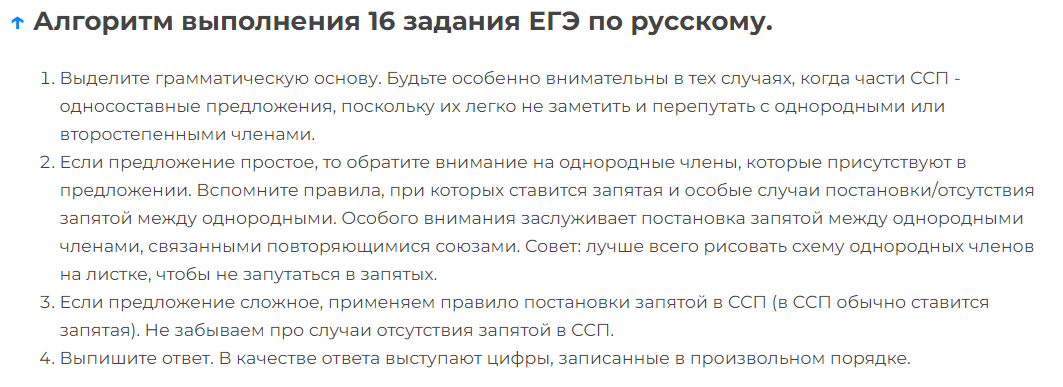 ↑ Алгоритм выполнения 16 задания ЕГЭ по русскому.
1. Выделите грамматическую основу. Будьте особенно внимательны в тех случаях, когда части ССП -
односоставные предложения, поскольку их легко не заметить и перепутать с однородными или
второстепенными членами.
2. Если предложение простое, то обратите внимание на однородные члены, которые присутствуют в
предложении. Вспомните правила, при которых ставится запятая и особые случаи постановки/отсутствия
запятой между однородными. Особого внимания заслуживает постановка запятой между однородными
членами, связанными повторяющимися союзами. Совет: лучше всего рисовать схему однородных членов
на листке, чтобы не запутаться в запятых.
3. Если предложение сложное, применяем правило постановки запятой в ССП (в ССП обычно ставится
запятая). Не забываем про случаи отсутствия запятой в ССП.
4. Выпишите ответ. В качестве ответа выступают цифры, записанные в произвольном порядке.